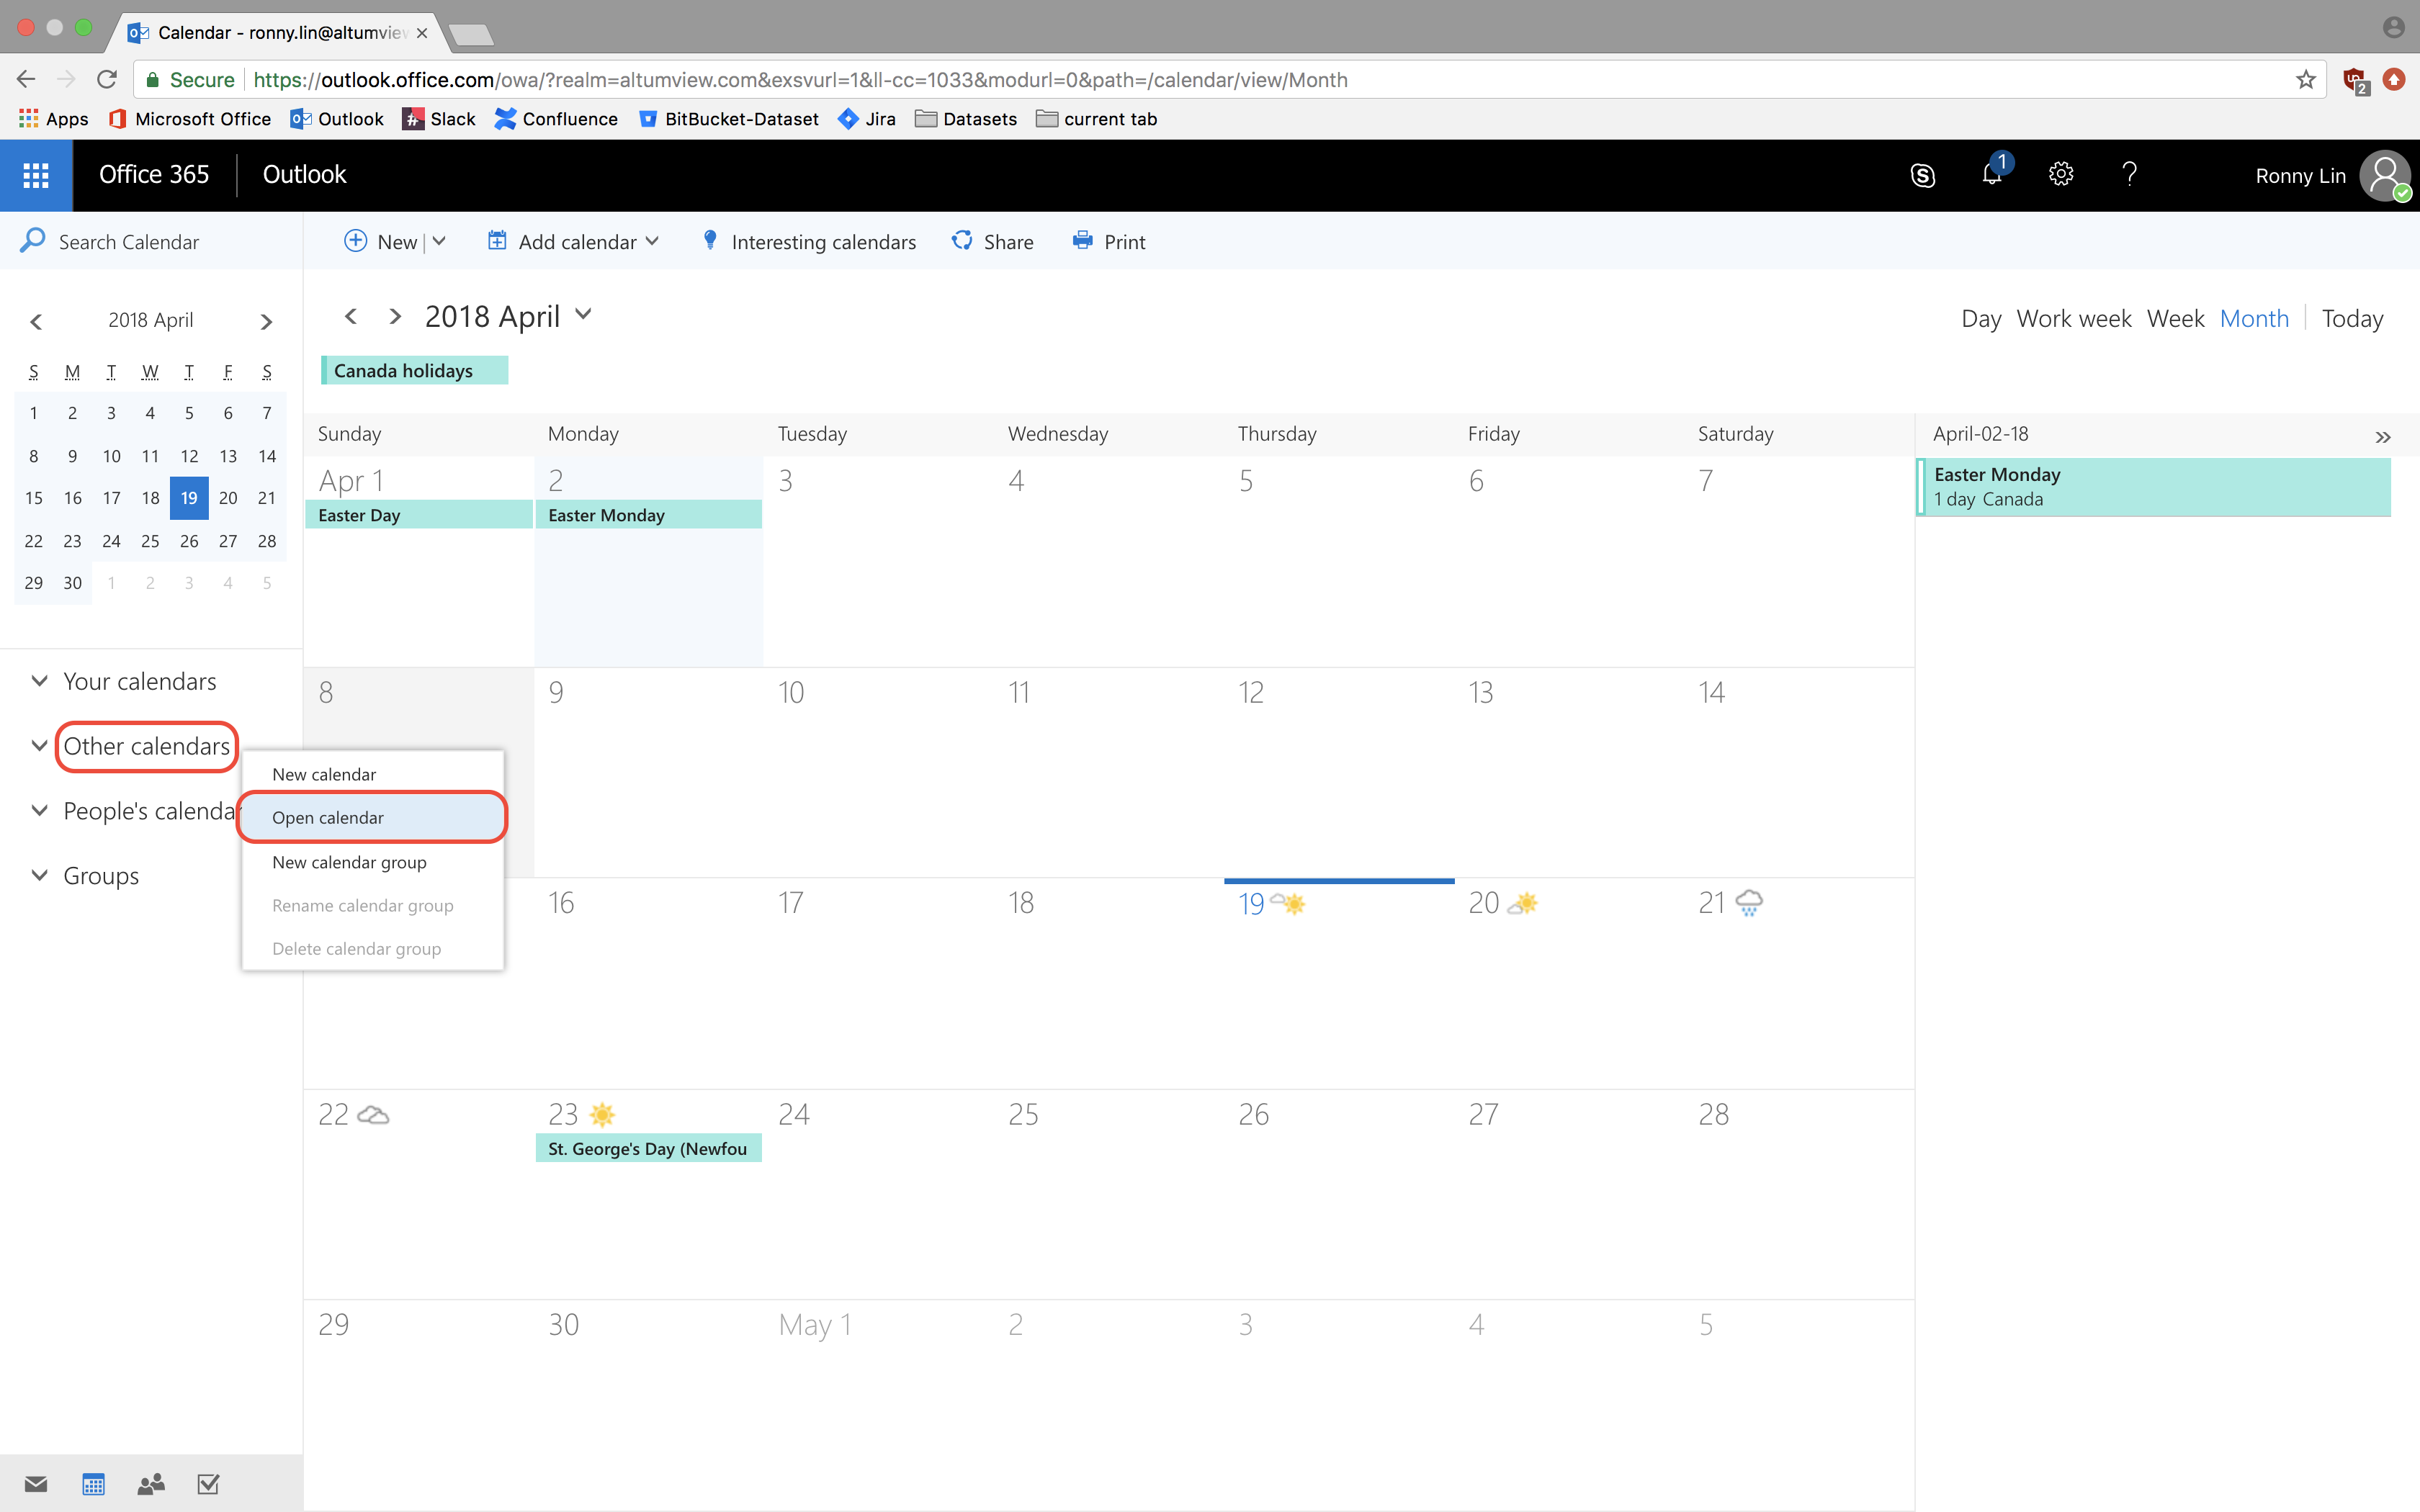 Calendar - ronny.lin@altumview
Secure https://outlook.office.com/owa/?realm=altumview.com&exsvurl=1&ll-cc=1033&modurl=0&path=/calendar/view/Month
2
Apps Microsoft Office Outlook Slack Confluence BitBucket-Dataset Jira Datasets current tab
Office 365 Outlook 1 ? Ronny Lin
Search Calendar New Add calendar Interesting calendars Share Print
2018 April
S M T W T F S
1 2 3 4 5 6 7
8 9 10 11 12 13 14
15 16 17 18 19 20 21
22 23 24 25 26 27 28
29 30 1 2 3 4 5
Your calendars
Other calendars
People's calendar
Groups
New calendar
Open calendar
New calendar group
Rename calendar group
Delete calendar group
2018 April
Day Work week Week Month Today
Canada holidays
Sunday Monday Tuesday Wednesday Thursday Friday Saturday
Apr 1 2 3 4 5 6 7
Easter Day Easter Monday
8 9 10 11 12 13 14
16 17 18 19 20 21
22 23 24 25 26 27 28
St. George's Day (Newfou
29 30 May 1 2 3 4 5
April-02-18
Easter Monday
1 day Canada